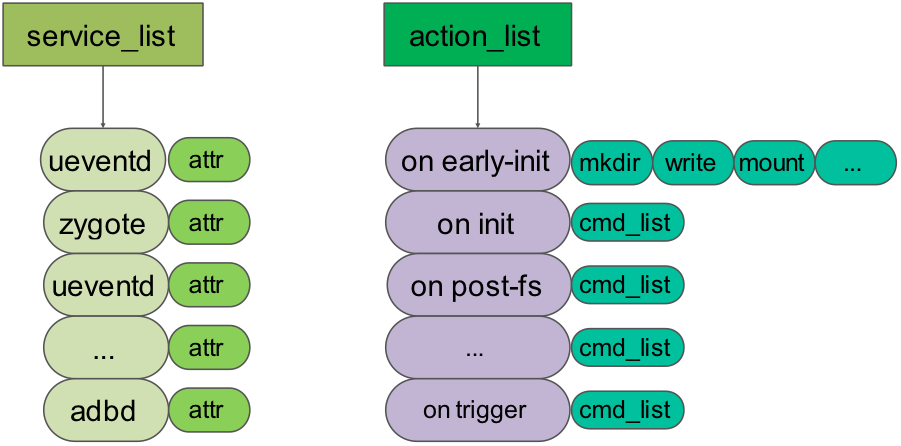 service_list
action_list
ueventd attr
on early-init mkdir write mount ...
zygote attr
on init cmd_list
ueventd attr
on post-fs cmd_list
... attr
... cmd_list
adbd attr
on trigger cmd_list